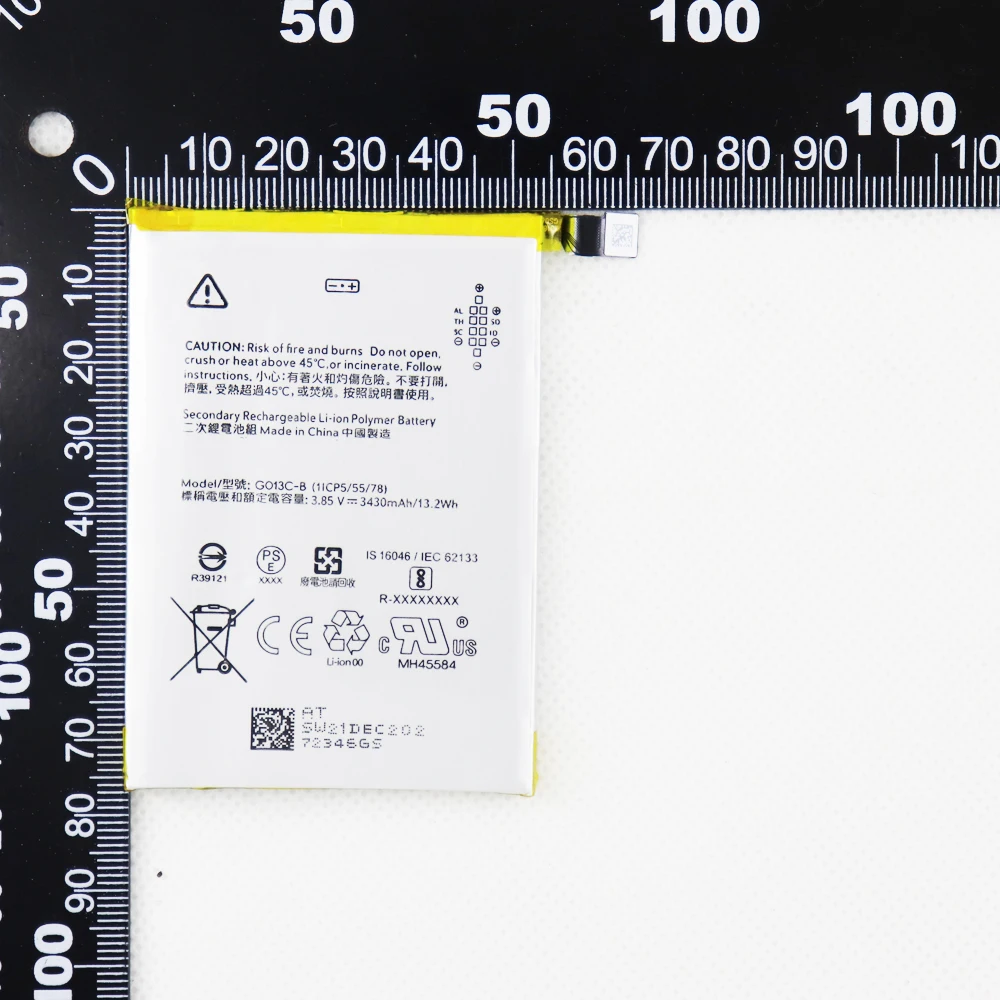 10
50
100
50
100
0
10
20
30
40
60
70
80
90
10
10
20
30
40
50
50
60
100
70
80
90
100
AL
TH SD
SC ID
CAUTION: Risk of fire and burns Do not open,
crush or heat above 45°C, or incinerate. Follow
instructions. 小心:有著火和灼傷危險。不要打開,
擠壓,受熱超過45°C,或焚燒。按照說明書使用。
Secondary Rechargeable Li-ion Polymer Battery
二次鋰電池組 Made in China 中國製造
Model/型號: G013C-B (1ICP5/55/78)
標稱電壓和額定電容量: 3.85 V⎓ 3430mAh/13.2Wh
R39121
PS
E
XXXX
廢電池請回收
IS 16046 / IEC 62133
R-XXXXXXXX
CE
Li-ion 00
c RU ® US
MH45584
AT
SW21DEC202
72346GS